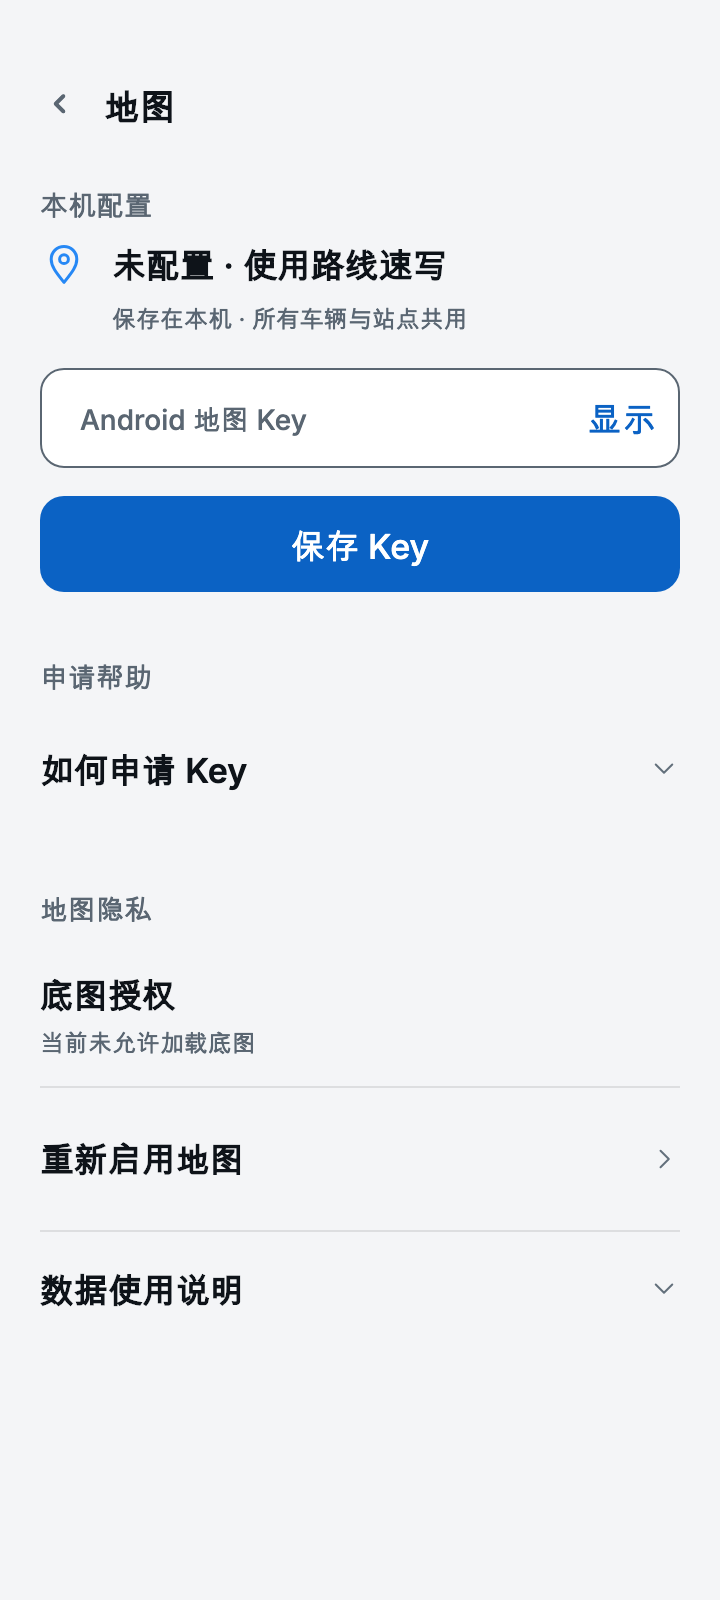 地图
本机配置
未配置 · 使用路线速写
保存在本机 · 所有车辆与站点共用
Android 地图 Key
显示
保存 Key
申请帮助
如何申请 Key
地图隐私
底图授权
当前未允许加载底图
重新启用地图
数据使用说明